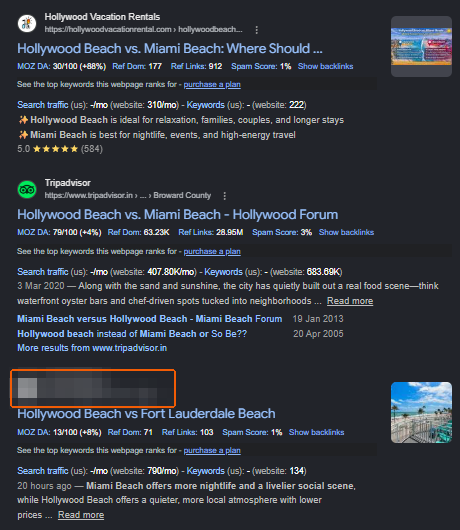 Hollywood Vacation Rentals
https://hollywoodvacationrental.com › hollywoodbeach...
Hollywood Beach vs. Miami Beach: Where Should ...
MOZ DA: 30/100 (+88%) Ref Dom: 177 Ref Links: 912 Spam Score: 1% Show backlinks
See the top keywords this webpage ranks for - purchase a plan
Search traffic (us): -/mo (website: 310/mo) - Keywords (us): - (website: 222)
✨Hollywood Beach is ideal for relaxation, families, couples, and longer stays
✨Miami Beach is best for nightlife, events, and high-energy travel
5.0 ★★★★★ (584)
Tripadvisor
https://www.tripadvisor.in › ... › Broward County
Hollywood Beach vs. Miami Beach - Hollywood Forum
MOZ DA: 79/100 (+4%) Ref Dom: 63.23K Ref Links: 28.95M Spam Score: 3% Show backlinks
See the top keywords this webpage ranks for - purchase a plan
Search traffic (us): -/mo (website: 407.80K/mo) - Keywords (us): - (website: 683.69K)
3 Mar 2020 — Along with the sand and sunshine, the city has quietly built out a real food scene—think
waterfront oyster bars and chef-driven spots tucked into neighborhoods ... Read more
Miami Beach versus Hollywood Beach - Miami Beach Forum 19 Jan 2013
Hollywood beach instead of Miami Beach or So Be?? 20 Apr 2005
More results from www.tripadvisor.in
Hollywood Beach vs Fort Lauderdale Beach
MOZ DA: 13/100 (+8%) Ref Dom: 71 Ref Links: 103 Spam Score: 1% Show backlinks
See the top keywords this webpage ranks for - purchase a plan
Search traffic (us): -/mo (website: 790/mo) - Keywords (us): - (website: 134)
20 hours ago — Miami Beach offers more nightlife and a livelier social scene,
while Hollywood Beach offers a quieter, more local atmosphere with lower
prices ... Read more